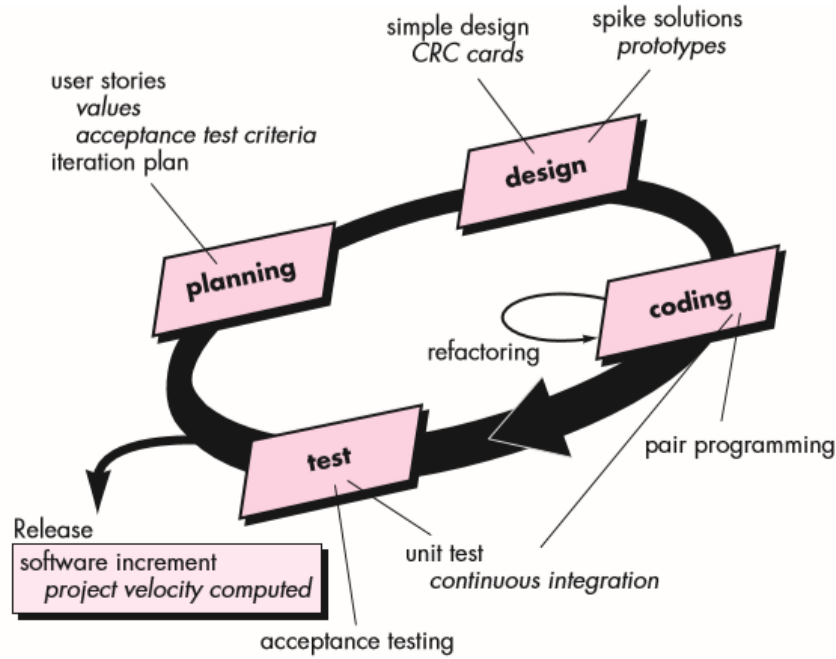 simple design
CRC cards
spike solutions
prototypes
user stories
values
acceptance test criteria
iteration plan
design
planning
coding
refactoring
test
pair programming
Release
software increment
project velocity computed
unit test
continuous integration
acceptance testing